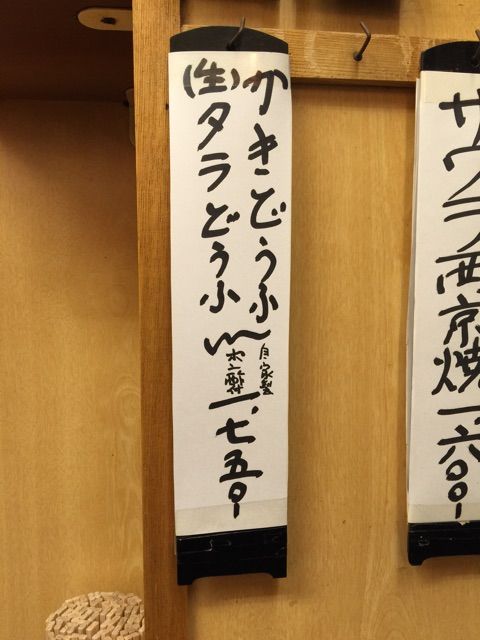 かきどうふ
(生)タラどうふ
自家製
ポン酢
一、七五〇-
サワラ西京焼一、六〇〇-